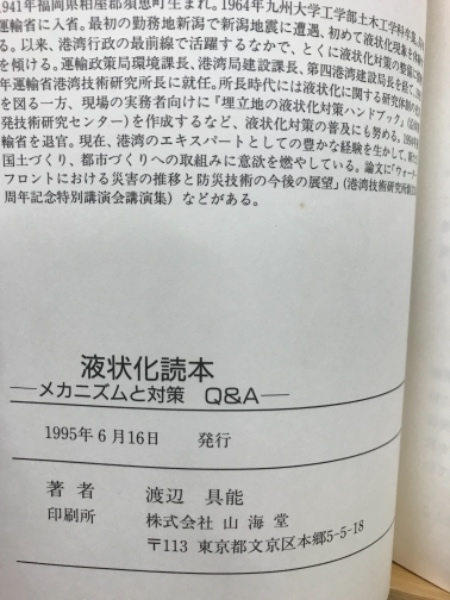 1941年福岡県粕屋郡須恵町生まれ。1964年九州大学工学部土木工学科卒業
運輸省に入省。最初の勤務地新潟で新潟地震に遭遇、初めて液状化現象を
る。以来、港湾行政の最前線で活躍するなかで、とくに液状化対策の
を傾ける。運輸政策局環境課長、港湾局建設課長、第四港湾建設局長を経て、
年運輸省港湾技術研究所長に就任。所長時代には液状化に関する研究体制の
を図る一方、現場の実務者向けに『埋立地の液状化対策ハンドブック』
発技術研究センター）を作成するなど、液状化対策の普及にも努める。
輸省を退官。現在、港湾のエキスパートとしての豊かな経験を生かして、
国土づくり、都市づくりへの取組みに意欲を燃やしている。論文に「ウォーター
フロントにおける災害の推移と防災技術の今後の展望」（港湾技術研究所
周年記念特別講演会講演集）などがある。
液状化読本
—メカニズムと対策 Q&A—
1995年6月16日 発行
著者 渡辺 具能
印刷所 株式会社 山海堂
〒113 東京都文京区本郷5-5-18